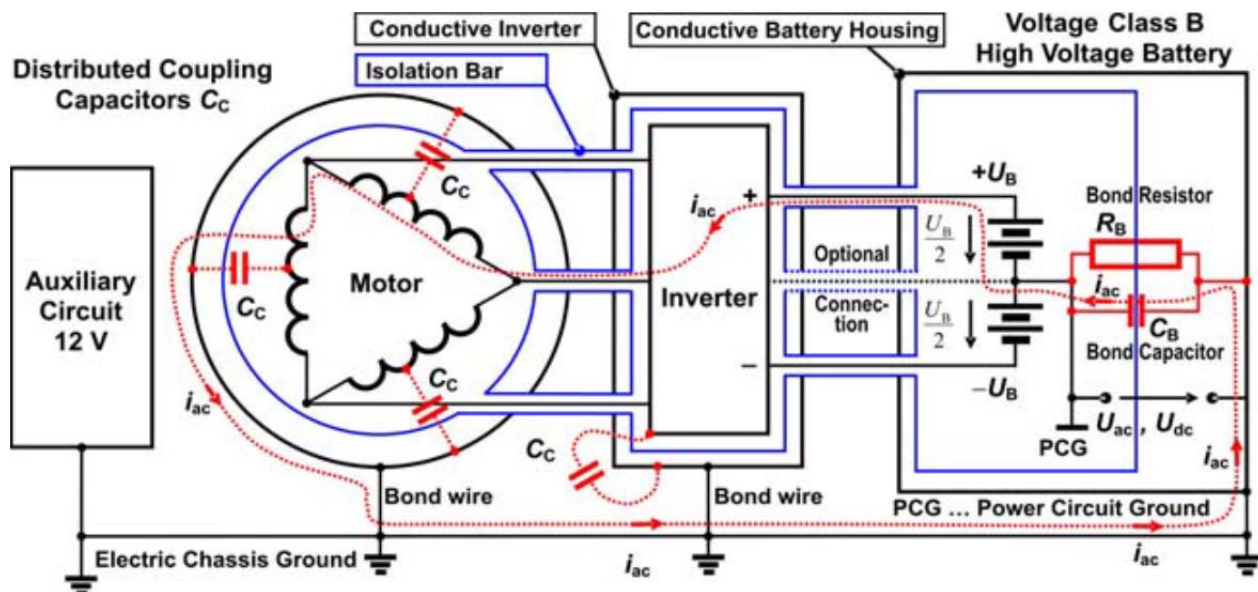 Conductive Inverter
Conductive Battery Housing
Voltage Class B
High Voltage Battery
Distributed Coupling
Capacitors CC
Isolation Bar
Auxiliary
Circuit
12 V
CC
CC
CC
CC
Motor
iac
Inverter
+
−
Optional
Connec-
tion
+UB
UB
2
UB
2
−UB
Bond Resistor
RB
iac
CB
Bond Capacitor
Uac , Udc
PCG
iac
iac
Bond wire
Bond wire
PCG ... Power Circuit Ground
Electric Chassis Ground
iac
iac